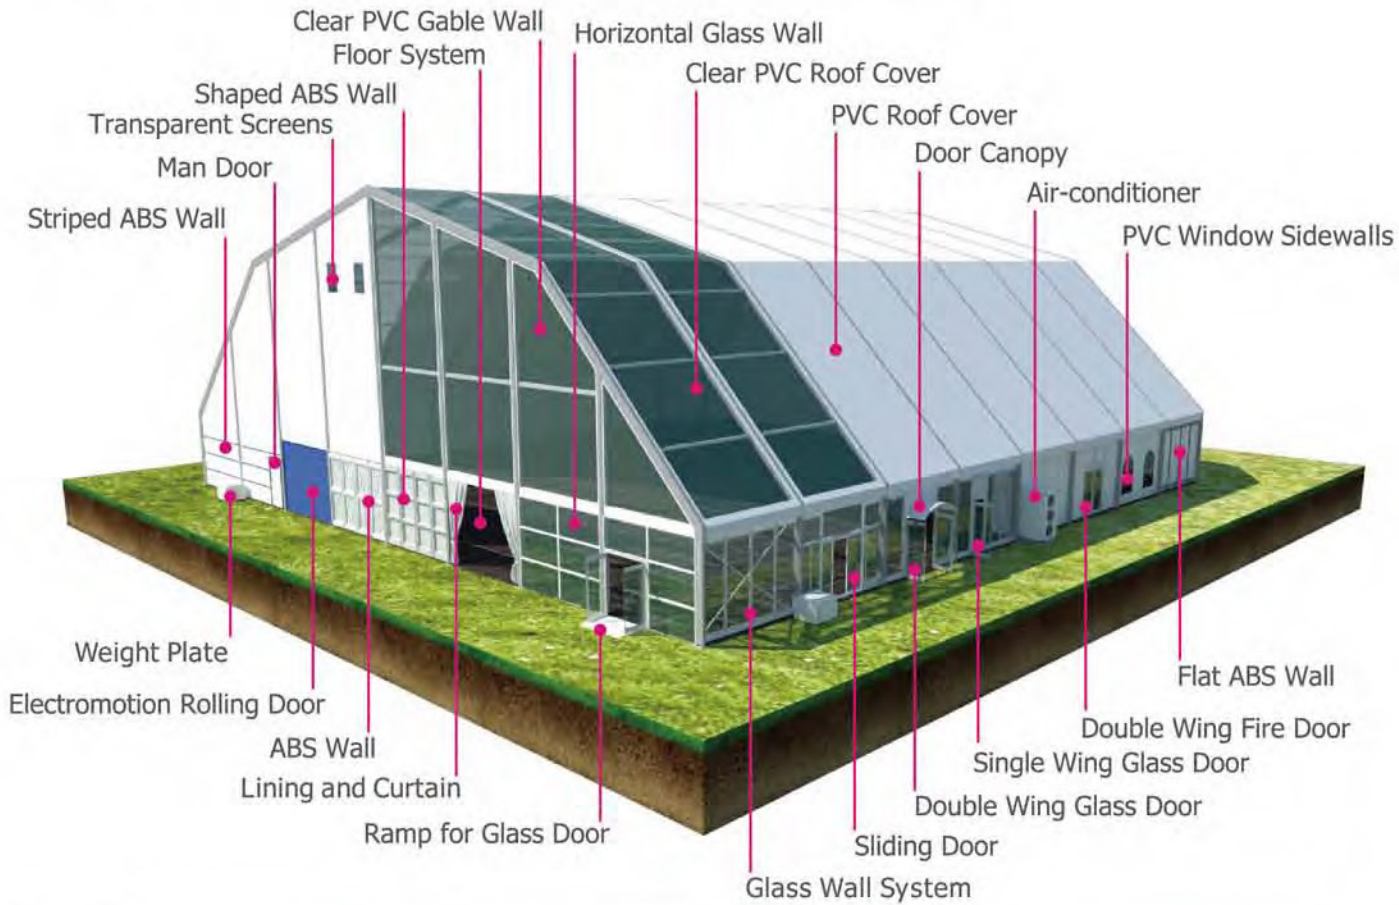 Clear PVC Gable Wall
Floor System
Horizontal Glass Wall
Clear PVC Roof Cover
Shaped ABS Wall
Transparent Screens
PVC Roof Cover
Man Door
Door Canopy
Striped ABS Wall
Air-conditioner
PVC Window Sidewalls
Weight Plate
Electromotion Rolling Door
ABS Wall
Lining and Curtain
Ramp for Glass Door
Flat ABS Wall
Double Wing Fire Door
Single Wing Glass Door
Double Wing Glass Door
Sliding Door
Glass Wall System